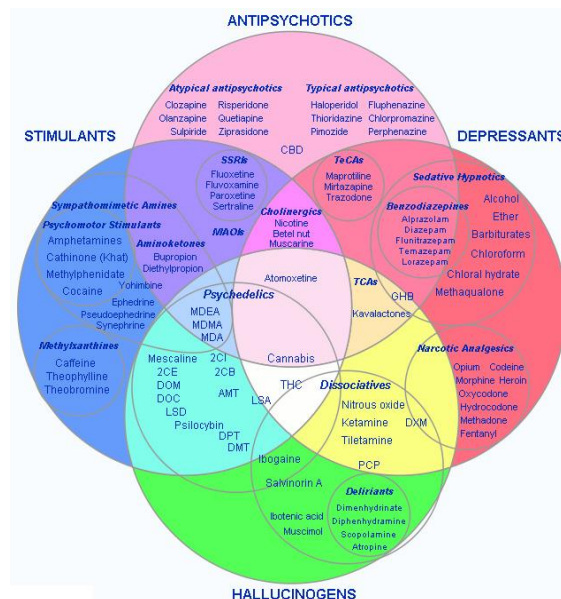 ANTIPSYCHOTICS
Atypical antipsychotics
Clozapine Risperidone
Olanzapine Quetiapine
Sulpiride Ziprasidone
Typical antipsychotics
Haloperidol Fluphenazine
Thioridazine Chlorpromazine
Pimozide Perphenazine
CBD
STIMULANTS
DEPRESSANTS
SSRIs
Fluoxetine
Fluvoxamine
Paroxetine
Sertraline
TeCAs
Maprotiline
Mirtazapine
Trazodone
Sedative Hypnotics
Alcohol
Ether
Barbiturates
Chloroform
Chloral hydrate
Methaqualone
Benzodiazepines
Alprazolam
Diazepam
Flunitrazepam
Temazepam
Lorazepam
Sympathomimetic Amines
Psychomotor Stimulants
Amphetamines
Cathinone (Khat)
Methylphenidate
Cocaine
Aminoketones
Bupropion
Diethylpropion
MAOIs
Cholinergics
Nicotine
Betel nut
Muscarine
Yohimbine
Ephedrine
Pseudoephedrine
Synephrine
Atomoxetine
TCAs
GHB
Kavalactones
Psychedelics
MDEA
MDMA
MDA
Methylxanthines
Caffeine
Theophylline
Theobromine
Mescaline 2CI
2CE 2CB
DOM
DOC AMT
LSD
Psilocybin
DPT
DMT
Cannabis
THC
LSA
Dissociatives
Nitrous oxide
Ketamine
Tiletamine
DXM
PCP
Narcotic Analgesics
Opium Codeine
Morphine Heroin
Oxycodone
Hydrocodone
Methadone
Fentanyl
Ibogaine
Salvinorin A
Ibotenic acid
Muscimol
Deliriants
Dimenhydrinate
Diphenhydramine
Scopolamine
Atropine
HALLUCINOGENS